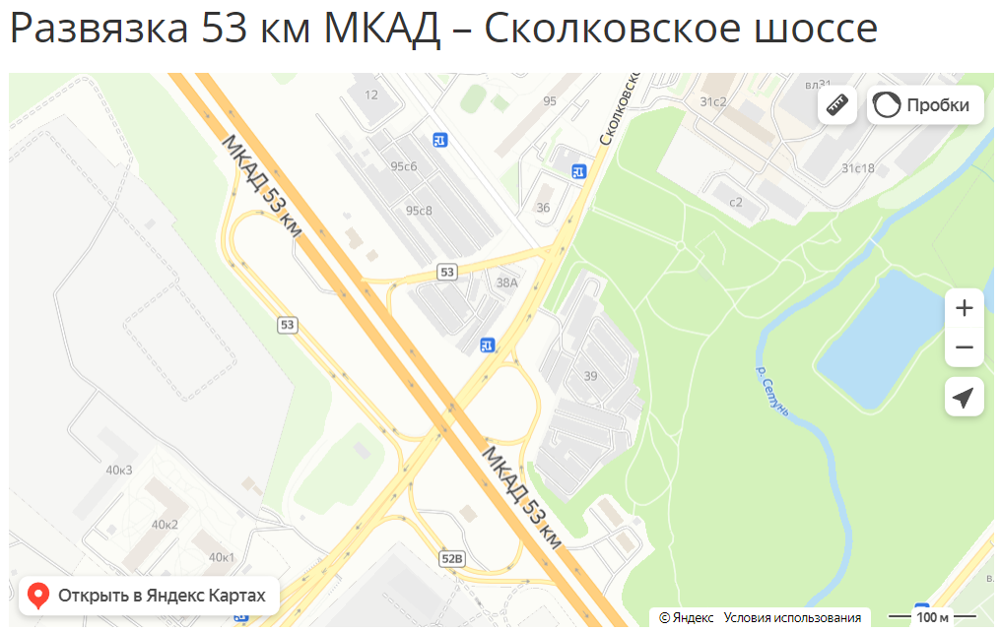 Развязка 53 км МКАД – Сколковское шоссе
12
95
31с2
вл31
Пробки
Сколковско
МКАД 53 км
95с6
31с18
95с8
36
с2
53
38А
53
39
р. Сетунь
МКАД 53 км
40к3
40к2
40к1
52В
в
Открыть в Яндекс Картах
© Яндекс Условия использования
100 м